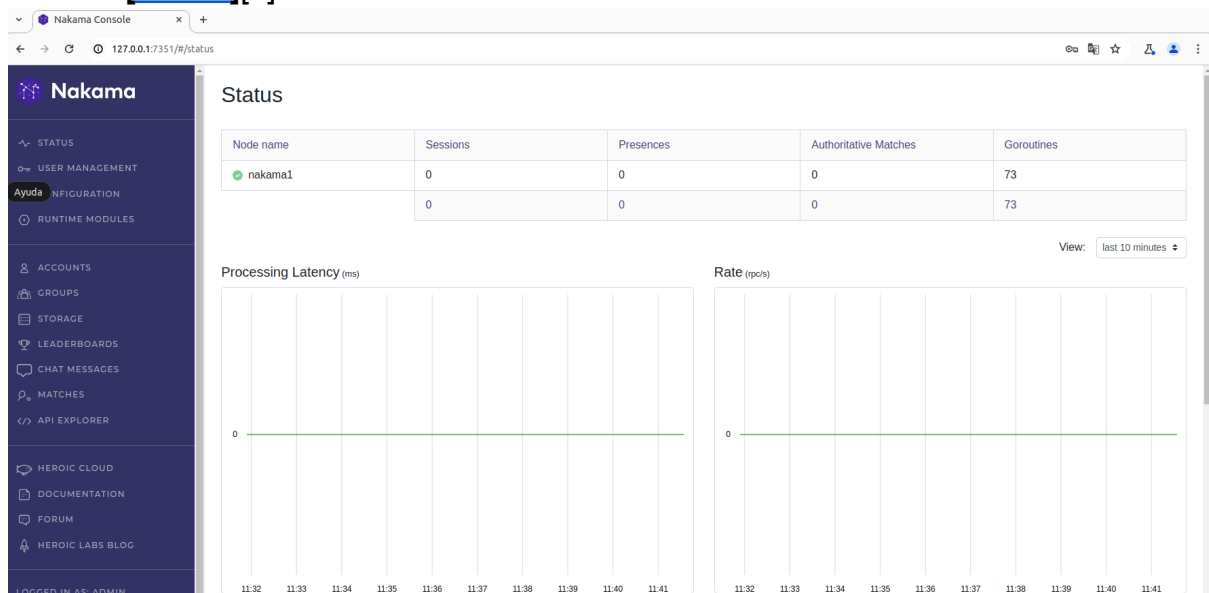 Nakama Console × +
127.0.0.1:7351/#/status
Nakama
STATUS
USER MANAGEMENT
Ayuda NFIGURATION
RUNTIME MODULES
ACCOUNTS
GROUPS
STORAGE
LEADERBOARDS
CHAT MESSAGES
MATCHES
API EXPLORER
HEROIC CLOUD
DOCUMENTATION
FORUM
HEROIC LABS BLOG
LOGGED IN AS: ADMIN
Status
Node name Sessions Presences Authoritative Matches Goroutines
nakama1 0 0 0 73
0 0 0 73
View: last 10 minutes
Processing Latency (ms)
0
11:32 11:33 11:34 11:35 11:36 11:37 11:38 11:39 11:40 11:41
Rate (rpc/s)
0
11:32 11:33 11:34 11:35 11:36 11:37 11:38 11:39 11:40 11:41